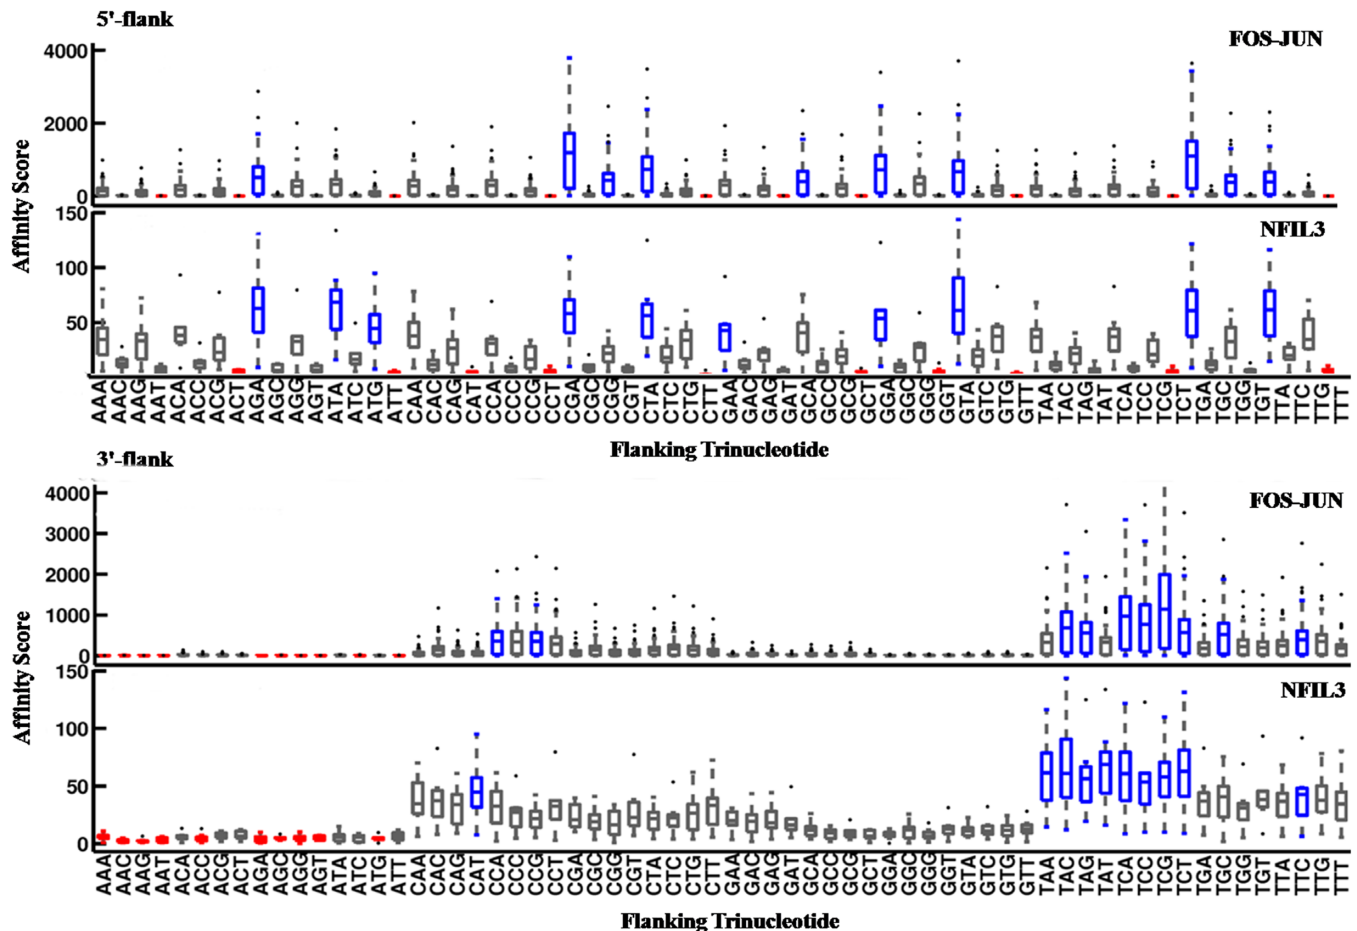 5'-flank
FOS-JUN
4000
2000
0
Affinity Score
150
NFIL3
100
50
AAA AAC AAG AAT ACA ACC ACG ACT AGA AGC AGG AGT ATA ATC ATG ATT CAA CAC CAG CAT CCA CCC CCG CCT CGA CGC CGG CGT CTA CTC CTG CTT GAA GAC GAG GAT GCA GCC GCG GCT GGA GGC GGG GGT GTA GTC GTG GTT TAA TAC TAG TAT TCA TCC TCG TCT TGA TGC TGG TGT TTA TTC TTG TTT
Flanking Trinucleotide
3'-flank
FOS-JUN
4000
3000
2000
1000
0
Affinity Score
150
NFIL3
100
50
0
AAA AAC AAG AAT ACA ACC ACG ACT AGA AGC AGG AGT ATA ATC ATG ATT CAA CAC CAG CAT CCA CCC CCG CCT CGA CGC CGG CGT CTA CTC CTG CTT GAA GAC GAG GAT GCA GCC GCG GCT GGA GGC GGG GGT GTA GTC GTG GTT TAA TAC TAG TAT TCA TCC TCG TCT TGA TGC TGG TGT TTA TTC TTG TTT
Flanking Trinucleotide